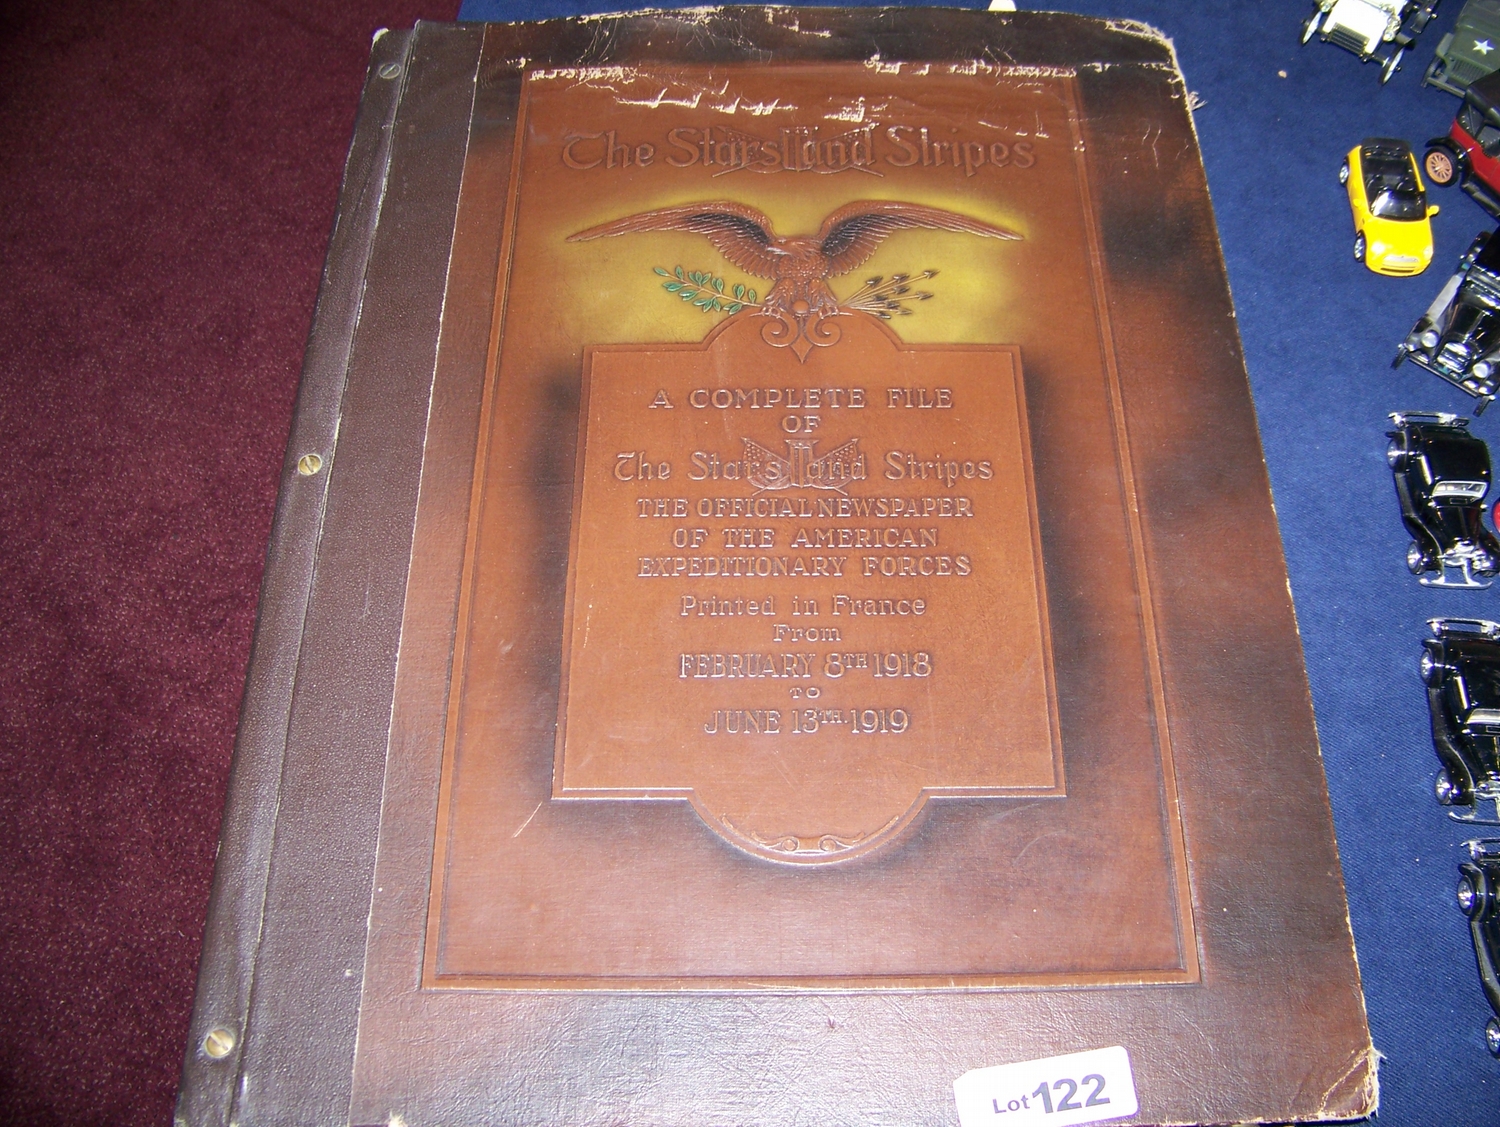 The Stars and Stripes
A COMPLETE FILE
OF
The Stars and Stripes
THE OFFICIAL NEWSPAPER
OF THE AMERICAN
EXPEDITIONARY FORCES
Printed in France
From
FEBRUARY 8TH 1918
TO
JUNE 13TH. 1919
Lot 122